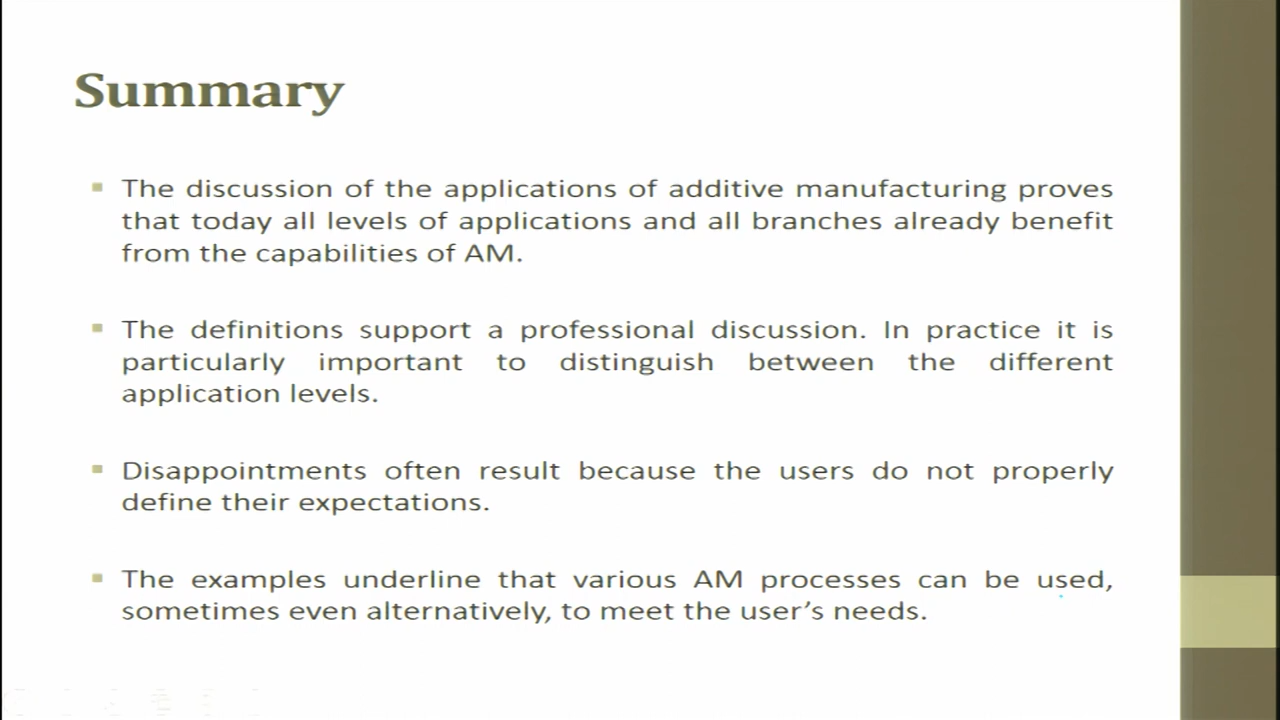 Summary
The discussion of the applications of additive manufacturing proves
that today all levels of applications and all branches already benefit
from the capabilities of AM.
The definitions support a professional discussion. In practice it is
particularly important to distinguish between the different
application levels.
Disappointments often result because the users do not properly
define their expectations.
The examples underline that various AM processes can be used,
sometimes even alternatively, to meet the user's needs.